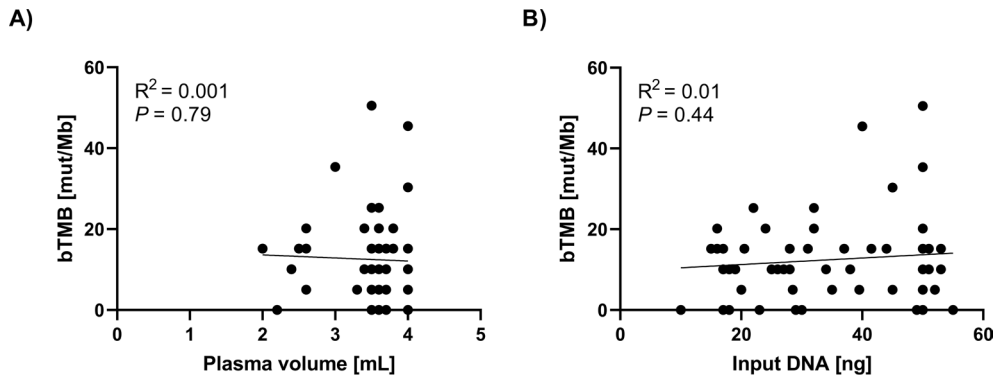 A)
R2 = 0.001
P = 0.79
bTMB [mut/Mb]
60
40
20
0
0 1 2 3 4 5
Plasma volume [mL]
B)
R2 = 0.01
P = 0.44
bTMB [mut/Mb]
60
40
20
0
0 20 40 60
Input DNA [ng]